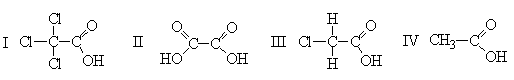 I Cl Cl C C O OH Cl
II O C C O HO OH
III H Cl C C O H OH
IV CH₃ C O OH